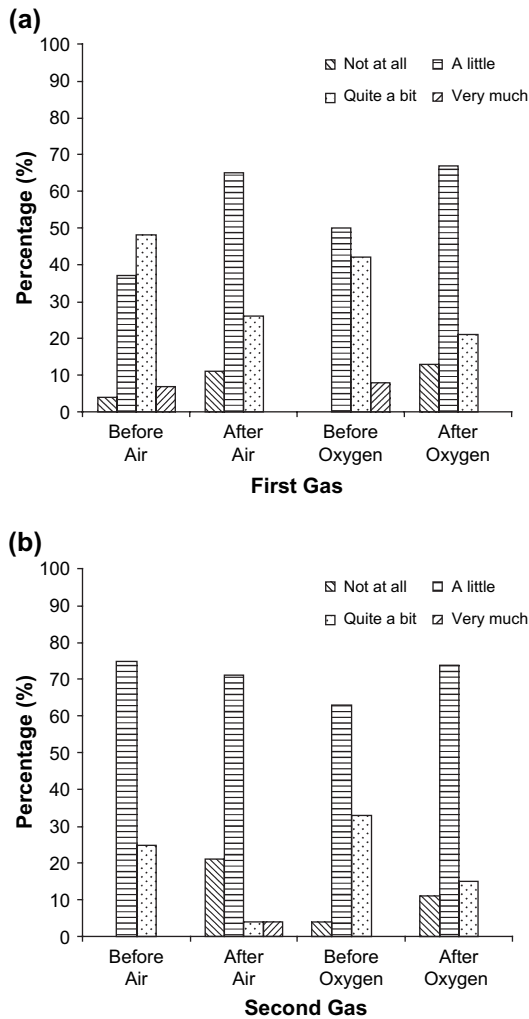 (a)
100
90
80
70
60
50
40
30
20
10
0
Percentage (%)
Not at all A little
Quite a bit Very much
Before Air After Air Before Oxygen After Oxygen
First Gas
(b)
100
90
80
70
60
50
40
30
20
10
0
Percentage (%)
Not at all A little
Quite a bit Very much
Before Air After Air Before Oxygen After Oxygen
Second Gas